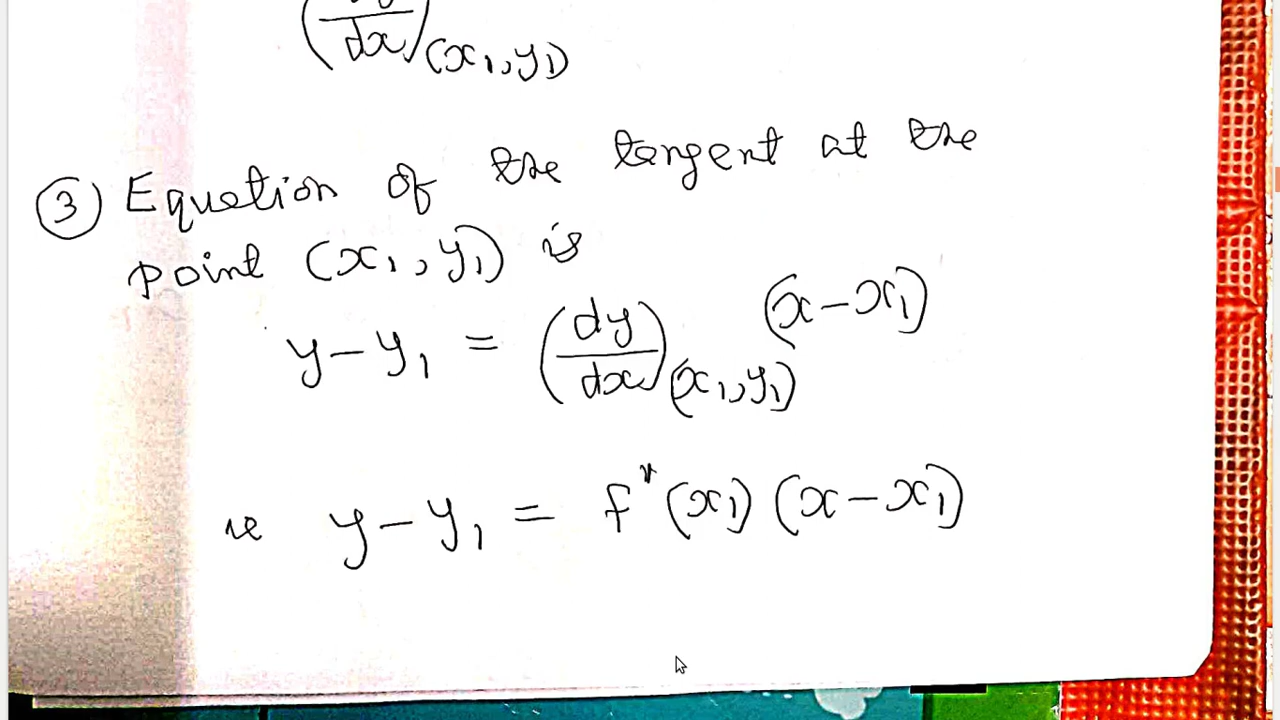 (dy/dx)(x₁, y₁)
③ Equation of the tangent at the
point (x₁, y₁) is
y − y₁ = (dy/dx)(x₁, y₁) (x − x₁)
ie y − y₁ = f'(x₁) (x − x₁)